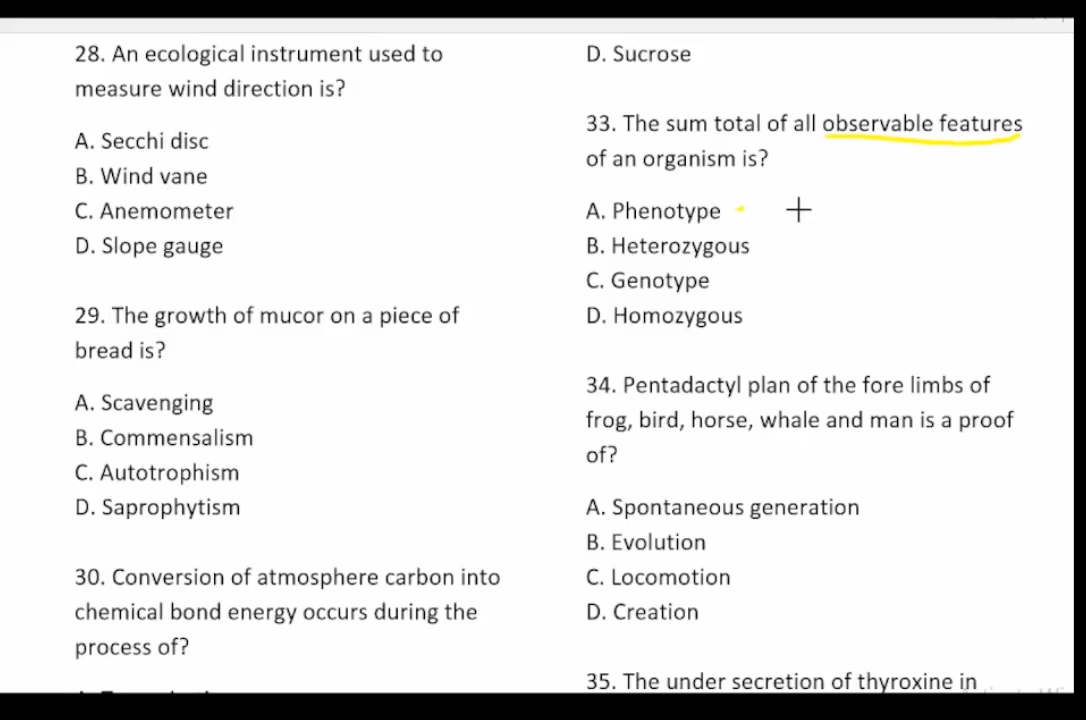 28. An ecological instrument used to
measure wind direction is?
A. Secchi disc
B. Wind vane
C. Anemometer
D. Slope gauge
29. The growth of mucor on a piece of
bread is?
A. Scavenging
B. Commensalism
C. Autotrophism
D. Saprophytism
30. Conversion of atmosphere carbon into
chemical bond energy occurs during the
process of?
D. Sucrose
33. The sum total of all observable features
of an organism is?
A. Phenotype
B. Heterozygous
C. Genotype
D. Homozygous
34. Pentadactyl plan of the fore limbs of
frog, bird, horse, whale and man is a proof
of?
A. Spontaneous generation
B. Evolution
C. Locomotion
D. Creation
35. The under secretion of thyroxine in